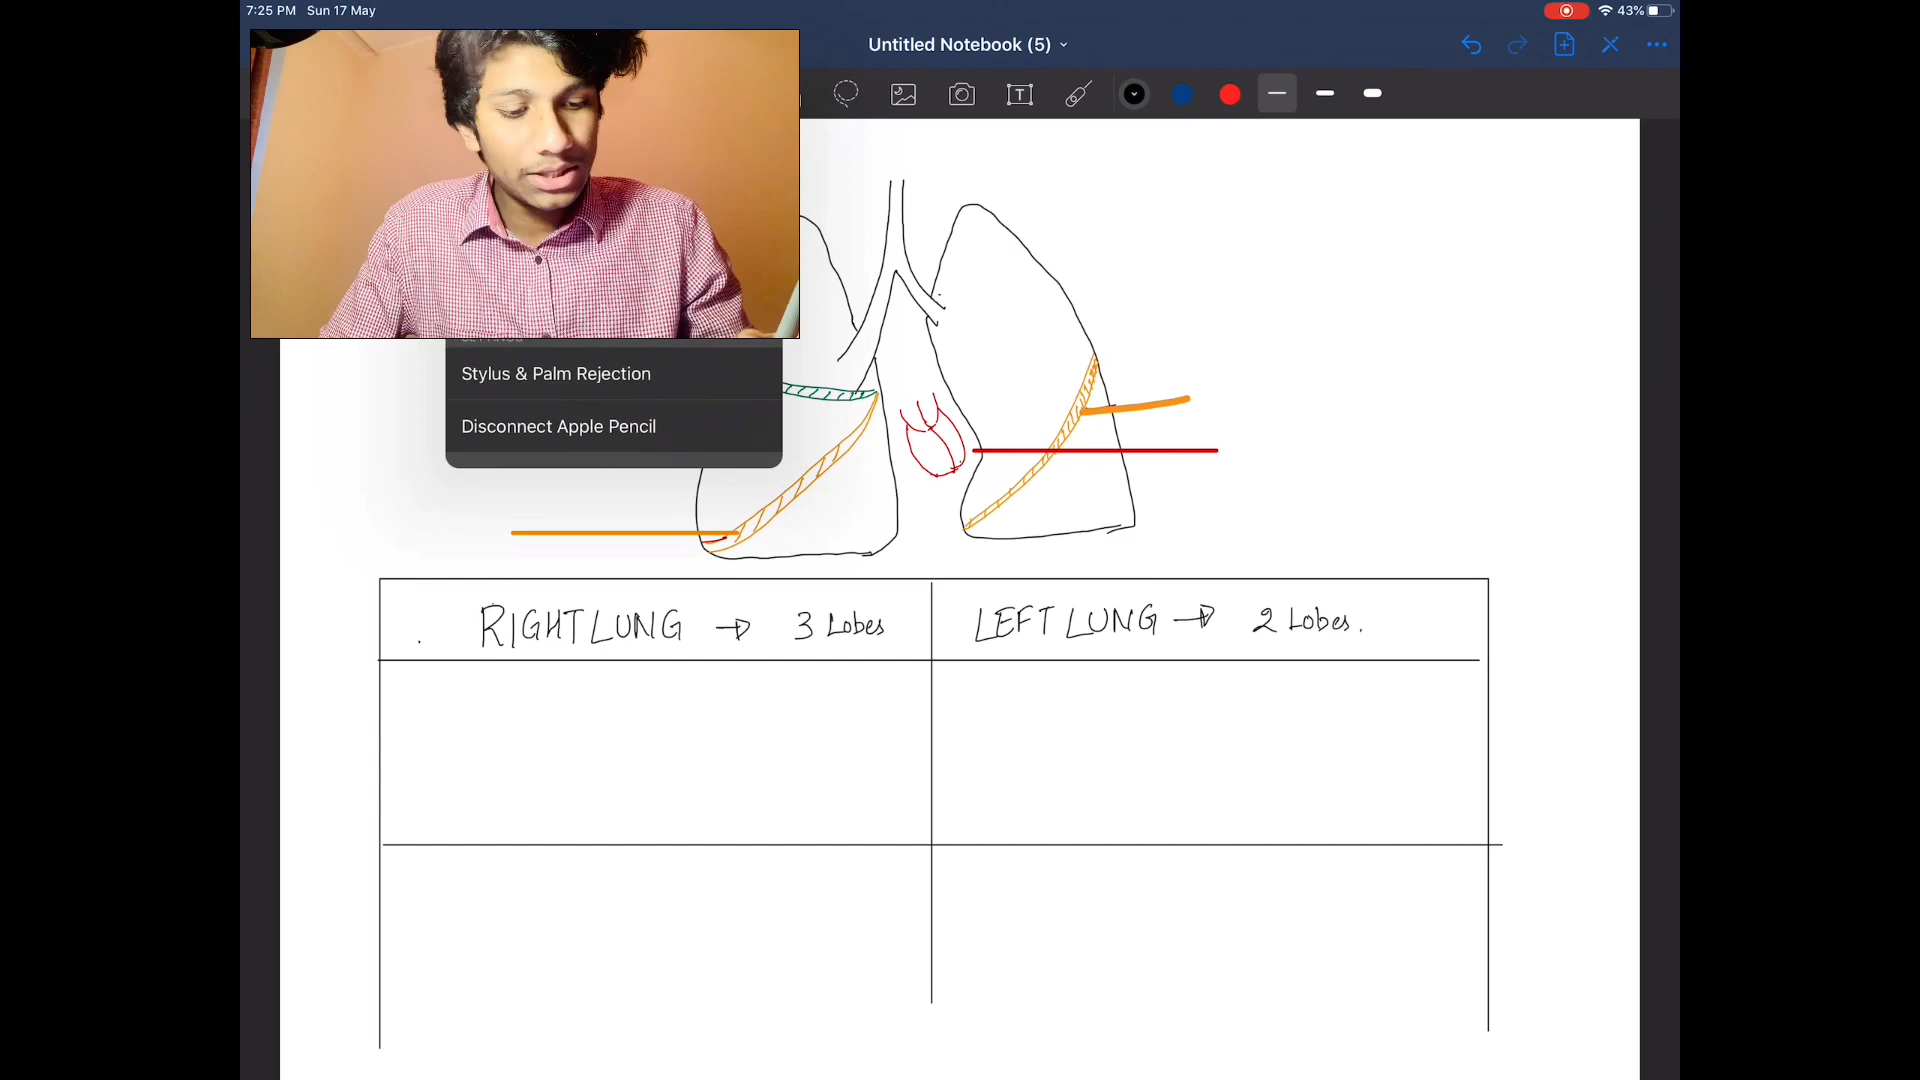 7:25 PM Sun 17 May
43%
Untitled Notebook (5)
T
SETTINGS
Stylus & Palm Rejection
Disconnect Apple Pencil
RIGHT LUNG → 3 Lobes
LEFT LUNG → 2 Lobes.